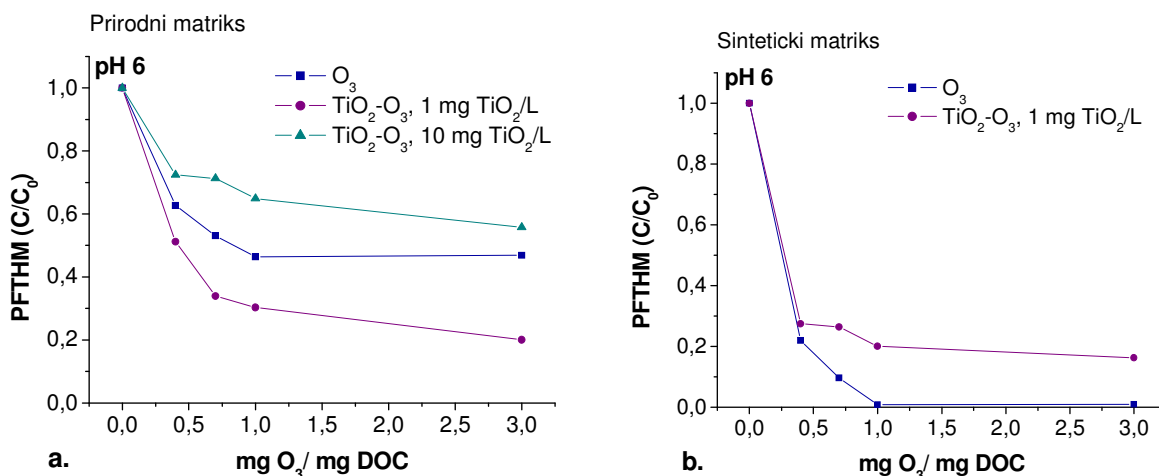 Prirodni matriks
pH 6
O₃
TiO₂-O₃, 1 mg TiO₂/L
TiO₂-O₃, 10 mg TiO₂/L
PFTHM (C/C₀)
1,0
0,8
0,6
0,4
0,2
0,0
0,0 0,5 1,0 1,5 2,0 2,5 3,0
a.
mg O₃/ mg DOC
Sinteticki matriks
pH 6
O₃
TiO₂-O₃, 1 mg TiO₂/L
PFTHM (C/C₀)
1,0
0,8
0,6
0,4
0,2
0,0
0,0 0,5 1,0 1,5 2,0 2,5 3,0
b.
mg O₃/ mg DOC